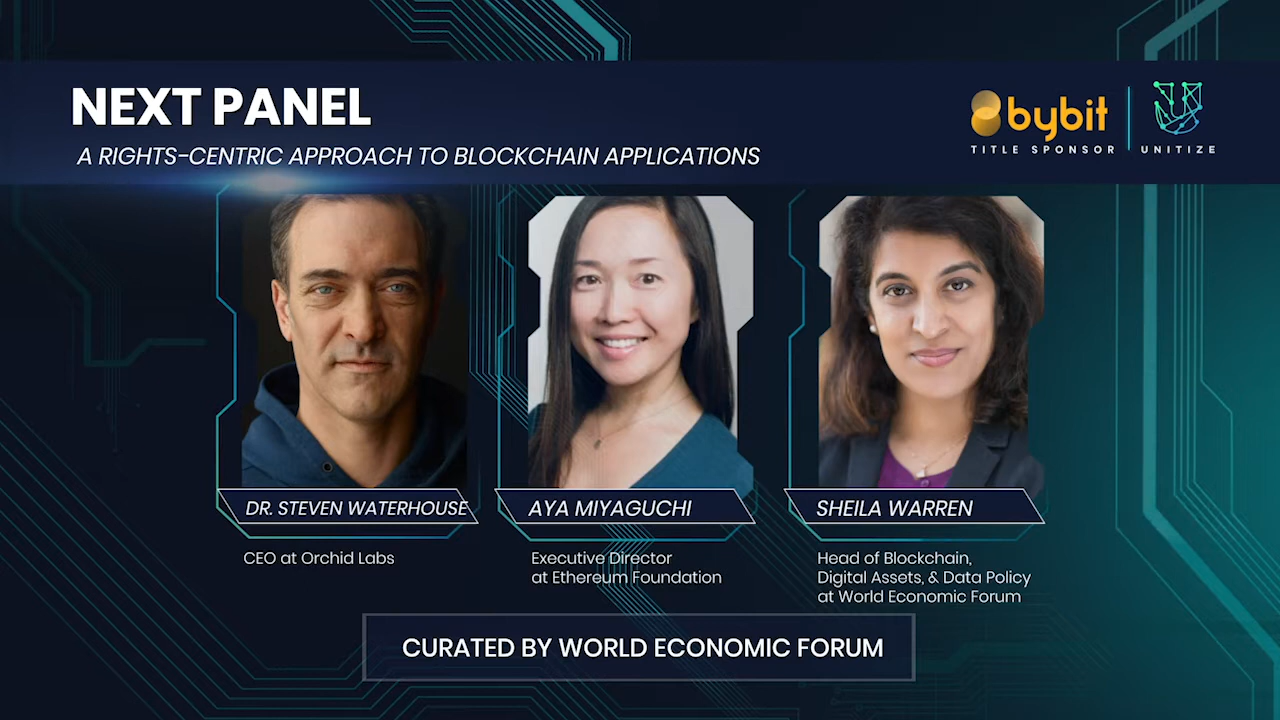 NEXT PANEL
A RIGHTS-CENTRIC APPROACH TO BLOCKCHAIN APPLICATIONS
bybit
TITLE SPONSOR
UNITIZE
DR. STEVEN WATERHOUSE
CEO at Orchid Labs
AYA MIYAGUCHI
Executive Director
at Ethereum Foundation
SHEILA WARREN
Head of Blockchain,
Digital Assets, & Data Policy
at World Economic Forum
CURATED BY WORLD ECONOMIC FORUM